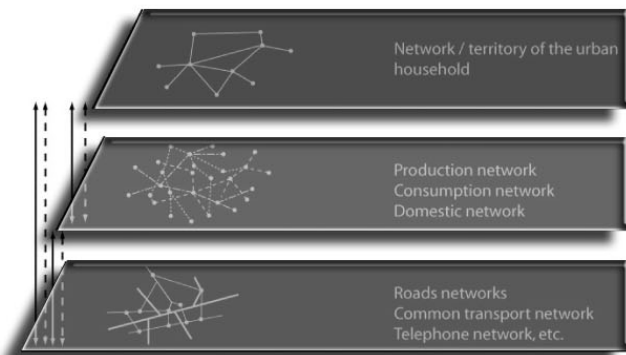 Network / territory of the urban
household
Production network
Consumption network
Domestic network
Roads networks
Common transport network
Telephone network, etc.